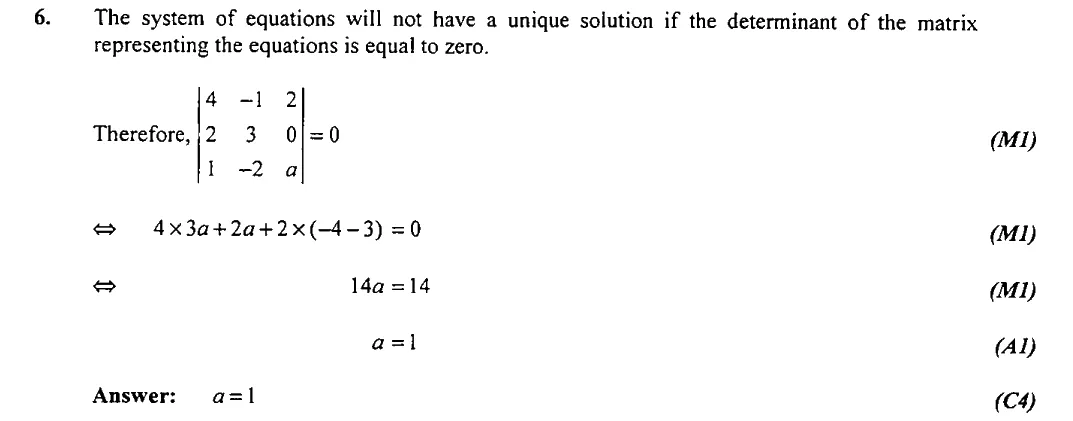 6. The system of equations will not have a unique solution if the determinant of the matrix
representing the equations is equal to zero.
4 -1 2
Therefore, 2 3 0 = 0 (M1)
1 -2 a
⇔ 4 × 3a + 2a + 2 × (-4 - 3) = 0 (M1)
⇔ 14a = 14 (M1)
a = 1 (A1)
Answer: a = 1 (C4)